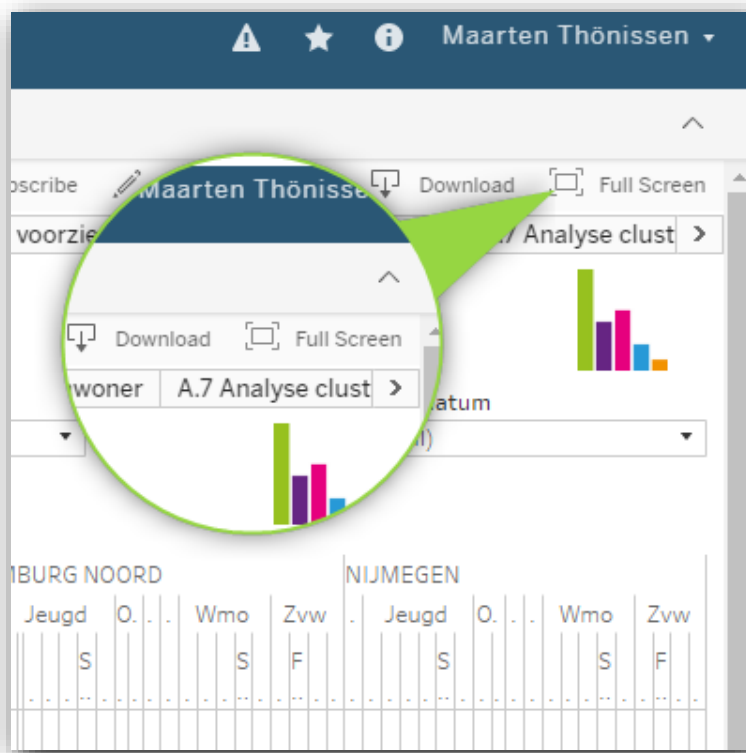 Maarten Thönissen
bscribe
Download
Full Screen
voorzie
7 Analyse clust
Maarten Thönisse
Download
Full Screen
woner
A.7 Analyse clust
atum
MBURG NOORD
NIJMEGEN
Jeugd O. . . Wmo Zvw . Jeugd O. . . Wmo Zvw
S S F S S F